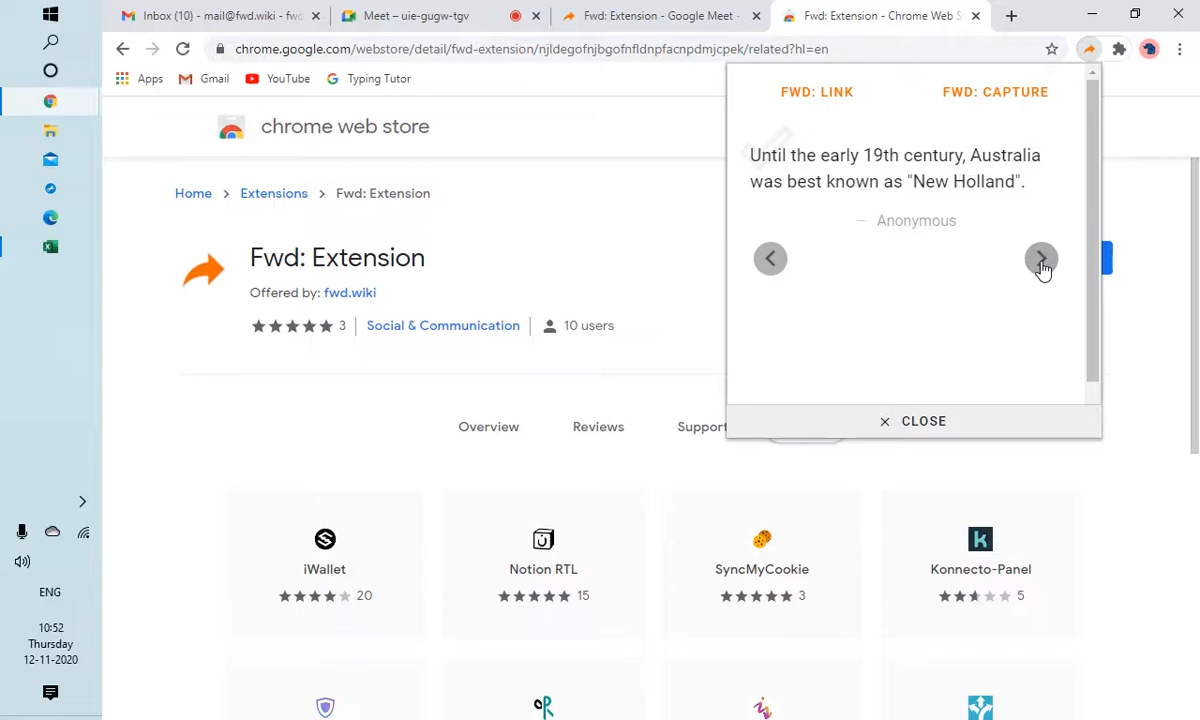 Inbox (10) - mail@fwd.wiki - fwd
Meet – uie-gugw-tgv
Fwd: Extension - Google Meet -
Fwd: Extension - Chrome Web S
chrome.google.com/webstore/detail/fwd-extension/njldegofnjbgofnfldnpfacnpdmjcpek/related?hl=en
Apps
Gmail
YouTube
Typing Tutor
FWD: LINK
FWD: CAPTURE
chrome web store
Until the early 19th century, Australia
was best known as "New Holland".
– Anonymous
Home > Extensions > Fwd: Extension
Fwd: Extension
Offered by: fwd.wiki
3
Social & Communication
10 users
CLOSE
Overview
Reviews
Support
iWallet
20
Notion RTL
15
SyncMyCookie
3
Konnecto-Panel
5
ENG
10:52
Thursday
12-11-2020